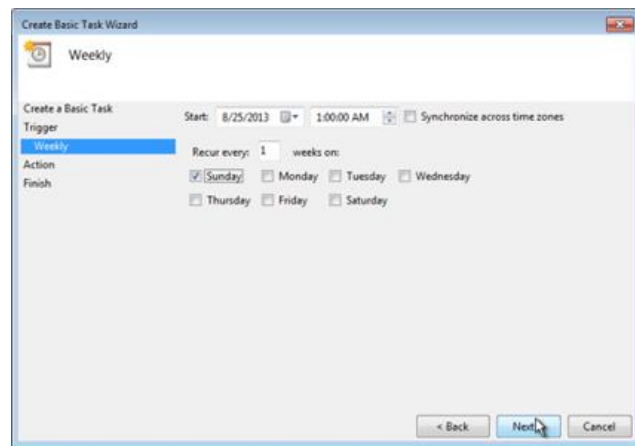 Create Basic Task Wizard
Weekly
Create a Basic Task
Trigger
Weekly
Action
Finish
Start: 8/25/2013 1:00:00 AM Synchronize across time zones
Recur every: 1 weeks on:
Sunday Monday Tuesday Wednesday
Thursday Friday Saturday
< Back Next > Cancel